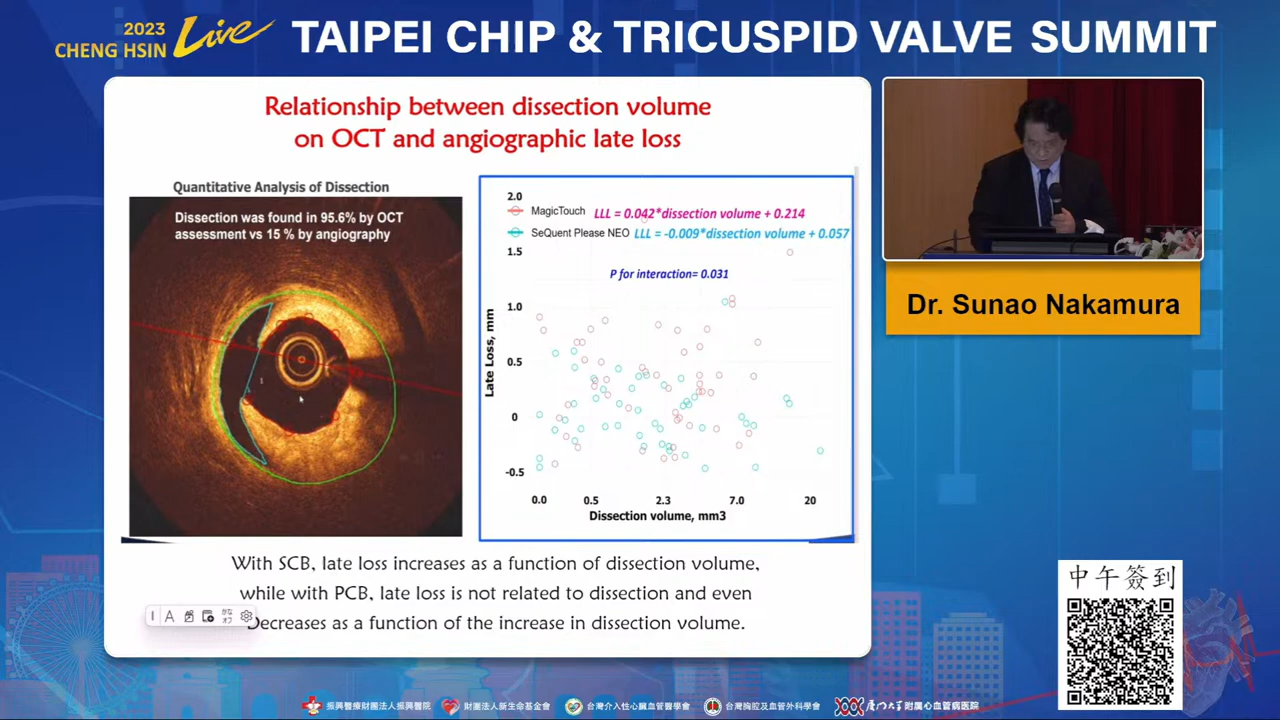 2023
CHENG HSIN
Live
TAIPEI CHIP & TRICUSPID VALVE SUMMIT
Relationship between dissection volume
on OCT and angiographic late loss
Quantitative Analysis of Dissection
Dissection was found in 95.6% by OCT
assessment vs 15 % by angiography
2.0
MagicTouch
LLL = 0.042*dissection volume + 0.214
SeQuent Please NEO
LLL = -0.009*dissection volume + 0.057
1.5
P for interaction= 0.031
1.0
0.5
0
-0.5
Late Loss, mm
0.0 0.5 2.3 7.0 20
Dissection volume, mm3
With SCB, late loss increases as a function of dissection volume,
while with PCB, late loss is not related to dissection and even
Decreases as a function of the increase in dissection volume.
Dr. Sunao Nakamura
中午簽到
振興醫療財團法人振興醫院
財團法人新生命基金會
台灣介入性心臟血管醫學會
台灣胸腔及血管外科學會
厦门大学附属心血管病医院